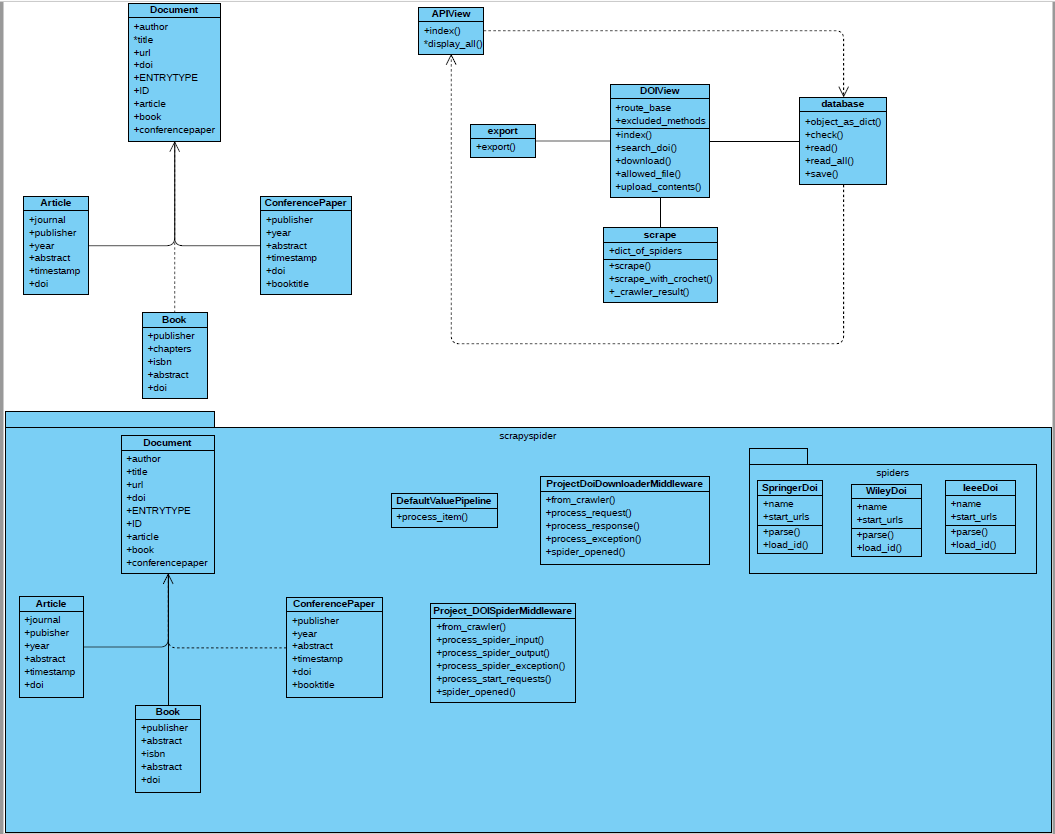 Document
+author
*title
+url
+doi
+ENTRYTYPE
+ID
+article
+book
+conferencepaper
Article
+journal
+publisher
+year
+abstract
+timestamp
+doi
ConferencePaper
+publisher
+year
+abstract
+timestamp
+doi
+booktitle
Book
+publisher
+chapters
+isbn
+abstract
+doi
APIView
+index()
*display_all()
export
+export()
DOIView
+route_base
+excluded_methods
+index()
+search_doi()
+download()
+allowed_file()
+upload_contents()
database
+object_as_dict()
+check()
+read()
+read_all()
+save()
scrape
+dict_of_spiders
+scrape()
+scrape_with_crochet()
+_crawler_result()
scrapyspider
Document
+author
+title
+url
+doi
+ENTRYTYPE
+ID
+article
+book
+conferencepaper
Article
+journal
+pubisher
+year
+abstract
+timestamp
+doi
ConferencePaper
+publisher
+year
+abstract
+timestamp
+doi
+booktitle
Book
+publisher
+abstract
+isbn
+abstract
+doi
DefaultValuePipeline
+process_item()
ProjectDoiDownloaderMiddleware
+from_crawler()
+process_request()
+process_response()
+process_exception()
+spider_opened()
Project_DOISpiderMiddleware
+from_crawler()
+process_spider_input()
+process_spider_output()
+process_spider_exception()
+process_start_requests()
+spider_opened()
spiders
SpringerDoi
+name
+start_urls
+parse()
+load_id()
WileyDoi
+name
+start_urls
+parse()
+load_id()
IeeeDoi
+name
+start_urls
+parse()
+load_id()